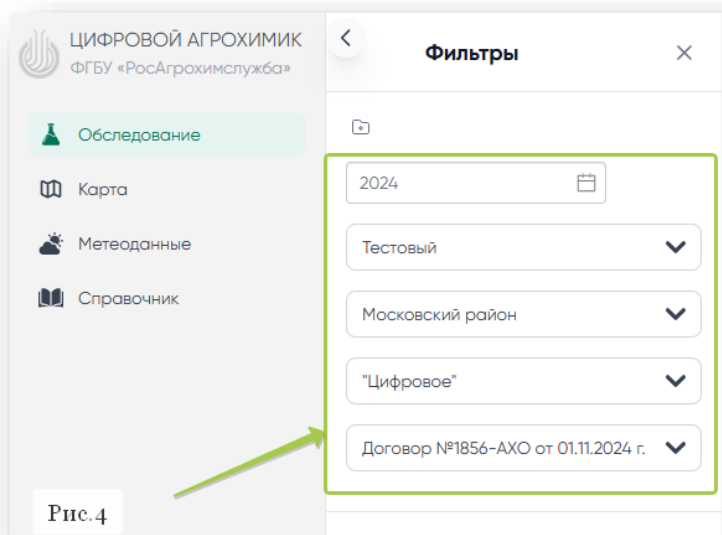 ЦИФРОВОЙ АГРОХИМИК
ФГБУ «РосАгрохимслужба»
Обследование
Карта
Метеоданные
Справочник
Фильтры
2024
Тестовый
Московский район
"Цифровое"
Договор №1856-АХО от 01.11.2024 г.
Рис.4